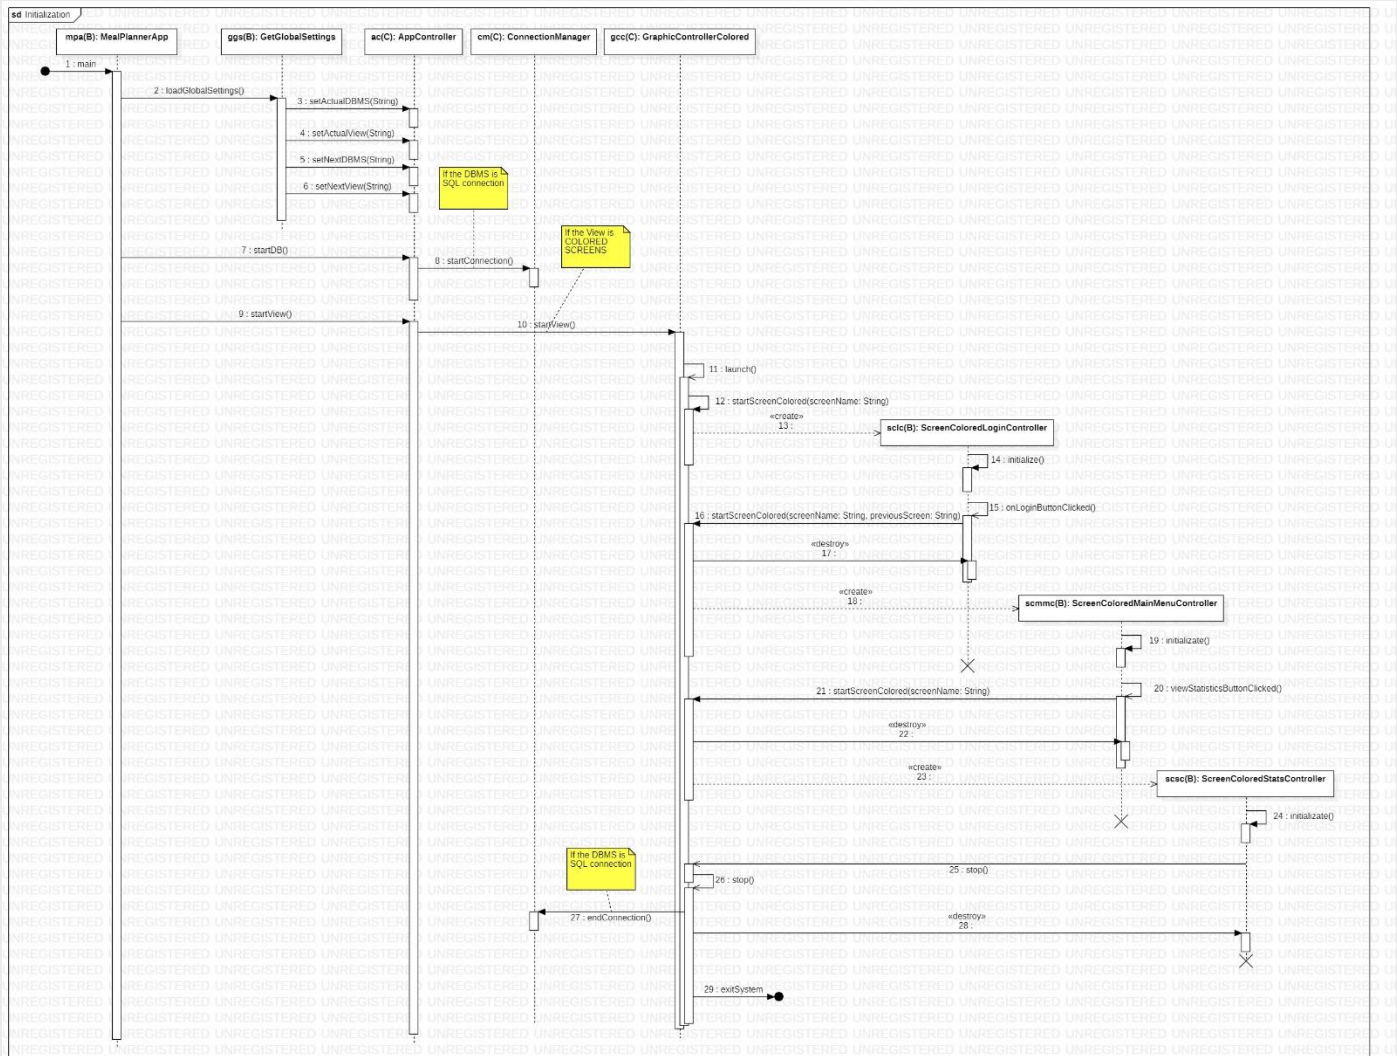 sd Initialization
mpa(B): MealPlannerApp
ggs(B): GetGlobalSettings
ac(C): AppController
cm(C): ConnectionManager
gcc(C): GraphicControllerColored
1 : main
2 : loadGlobalSettings()
3 : setActualDBMS(String)
4 : setActualView(String)
5 : setNextDBMS(String)
6 : setNextView(String)
If the DBMS is
SQL connection
If the View is
COLORED
SCREENS
7 : startDB()
8 : startConnection()
9 : startView()
10 : startView()
11 : launch()
12 : startScreenColored(screenName: String)
«create»
13 :
sclc(B): ScreenColoredLoginController
14 : initialize()
15 : onLoginButtonClicked()
16 : startScreenColored(screenName: String, previousScreen: String)
«destroy»
17 :
«create»
18 :
scmmc(B): ScreenColoredMainMenuController
19 : initializate()
20 : viewStatisticsButtonClicked()
21 : startScreenColored(screenName: String)
«destroy»
22 :
«create»
23 :
scsc(B): ScreenColoredStatsController
24 : initializate()
If the DBMS is
SQL connection
25 : stop()
26 : stop()
27 : endConnection()
«destroy»
28 :
29 : exitSystem
UNREGISTERED